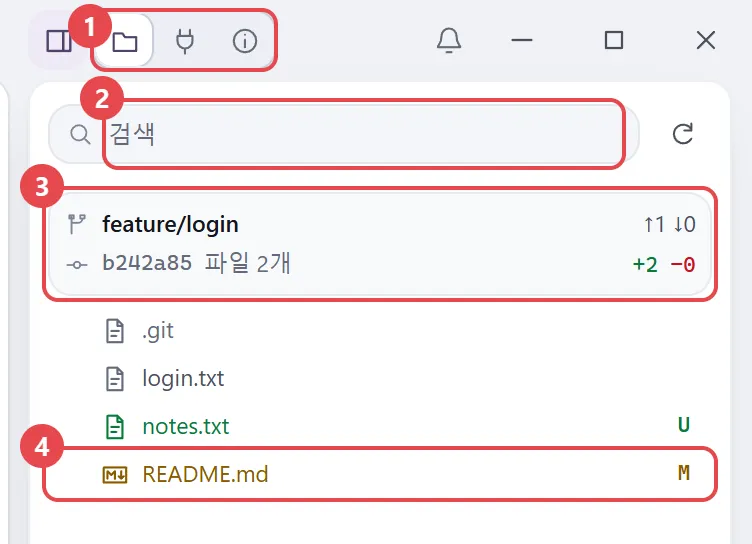 1
2
검색
3
feature/login ↑1 ↓0
b242a85 파일 2개 +2 −0
.git
login.txt
notes.txt U
4
README.md M